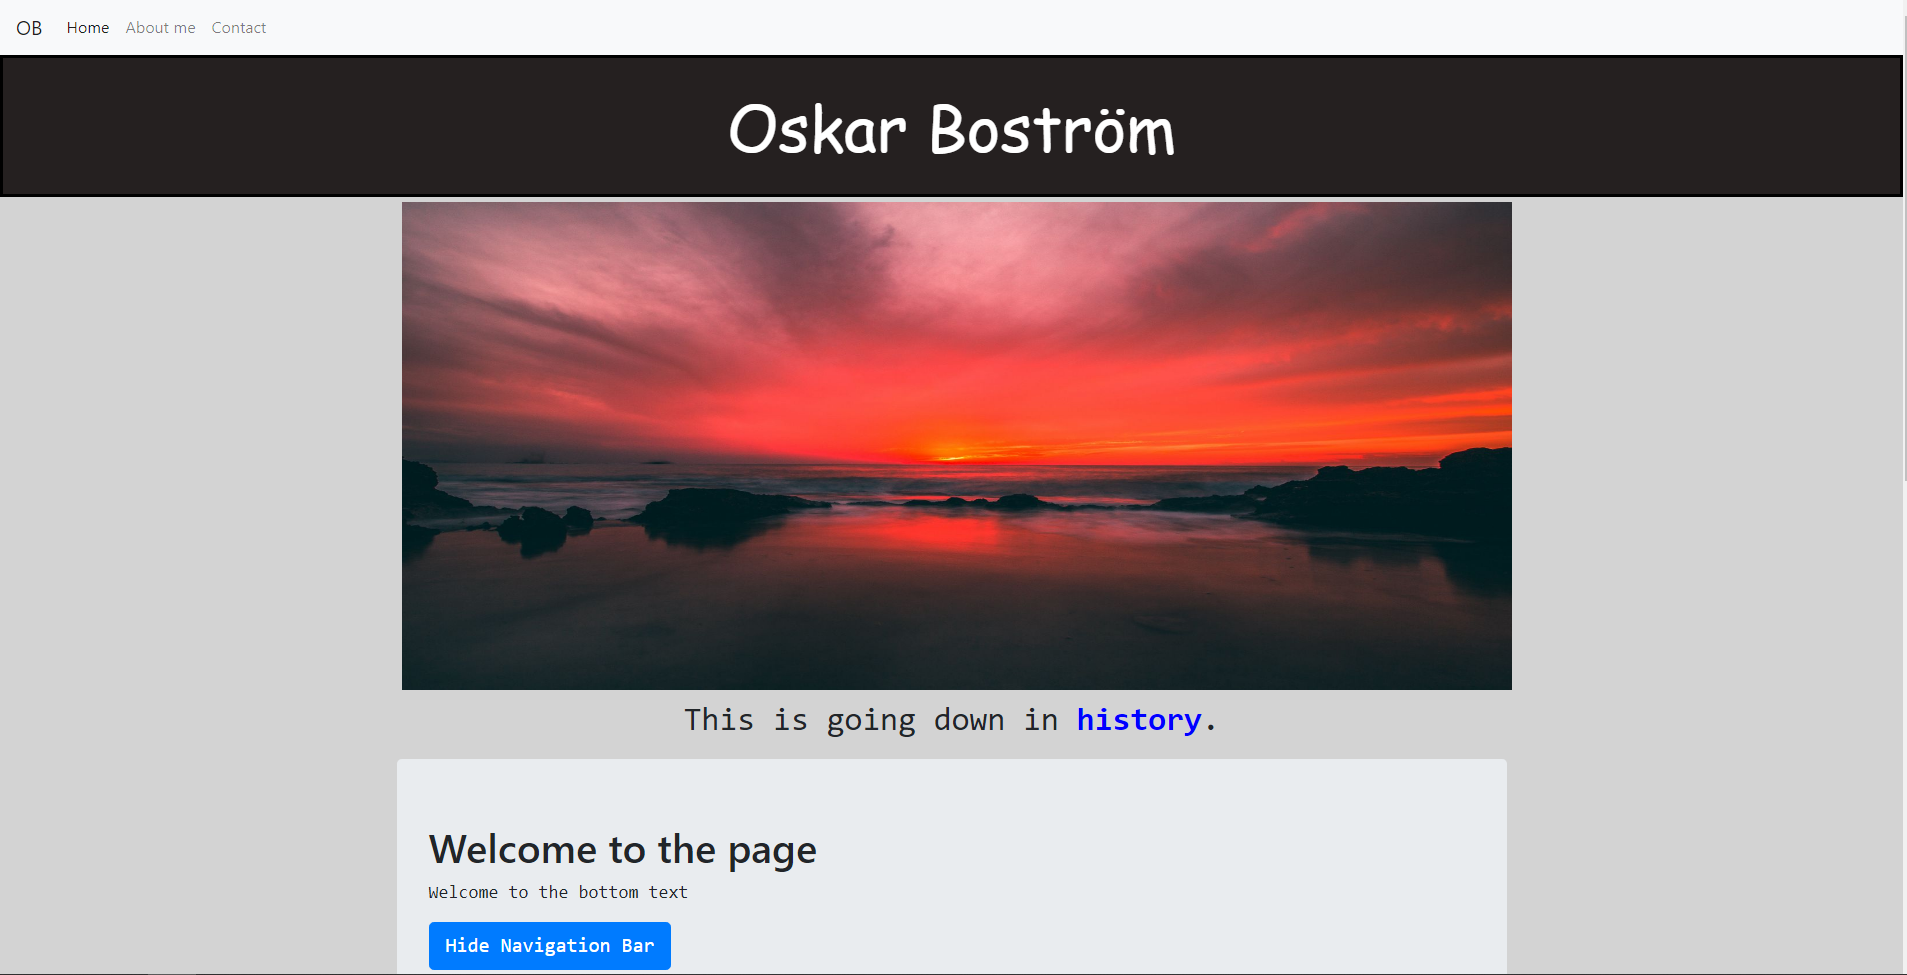 OB Home About me Contact
Oskar Boström
This is going down in history.
Welcome to the page
Welcome to the bottom text
Hide Navigation Bar